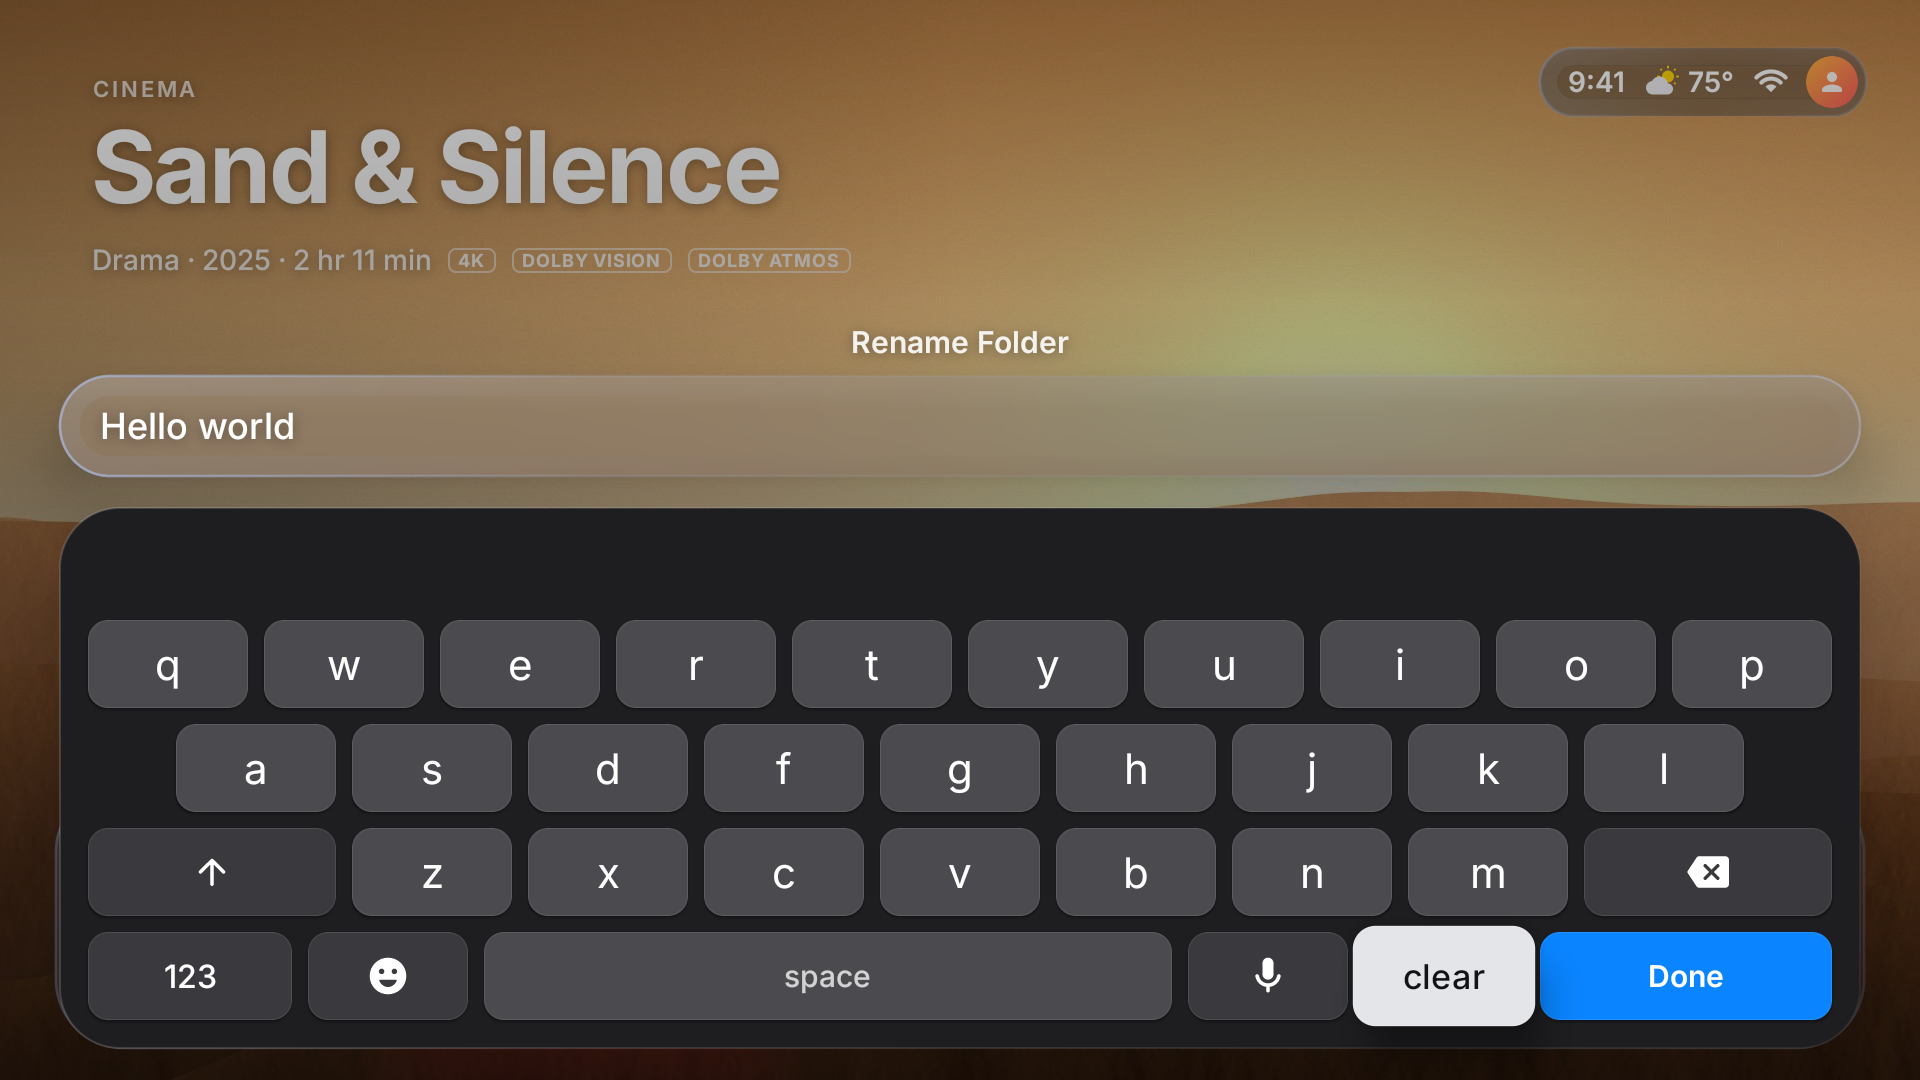 CINEMA
9:41 75°
Sand & Silence
Drama · 2025 · 2 hr 11 min 4K DOLBY VISION DOLBY ATMOS
Rename Folder
Hello world
q w e r t y u i o p
a s d f g h j k l
z x c v b n m
123 space clear Done